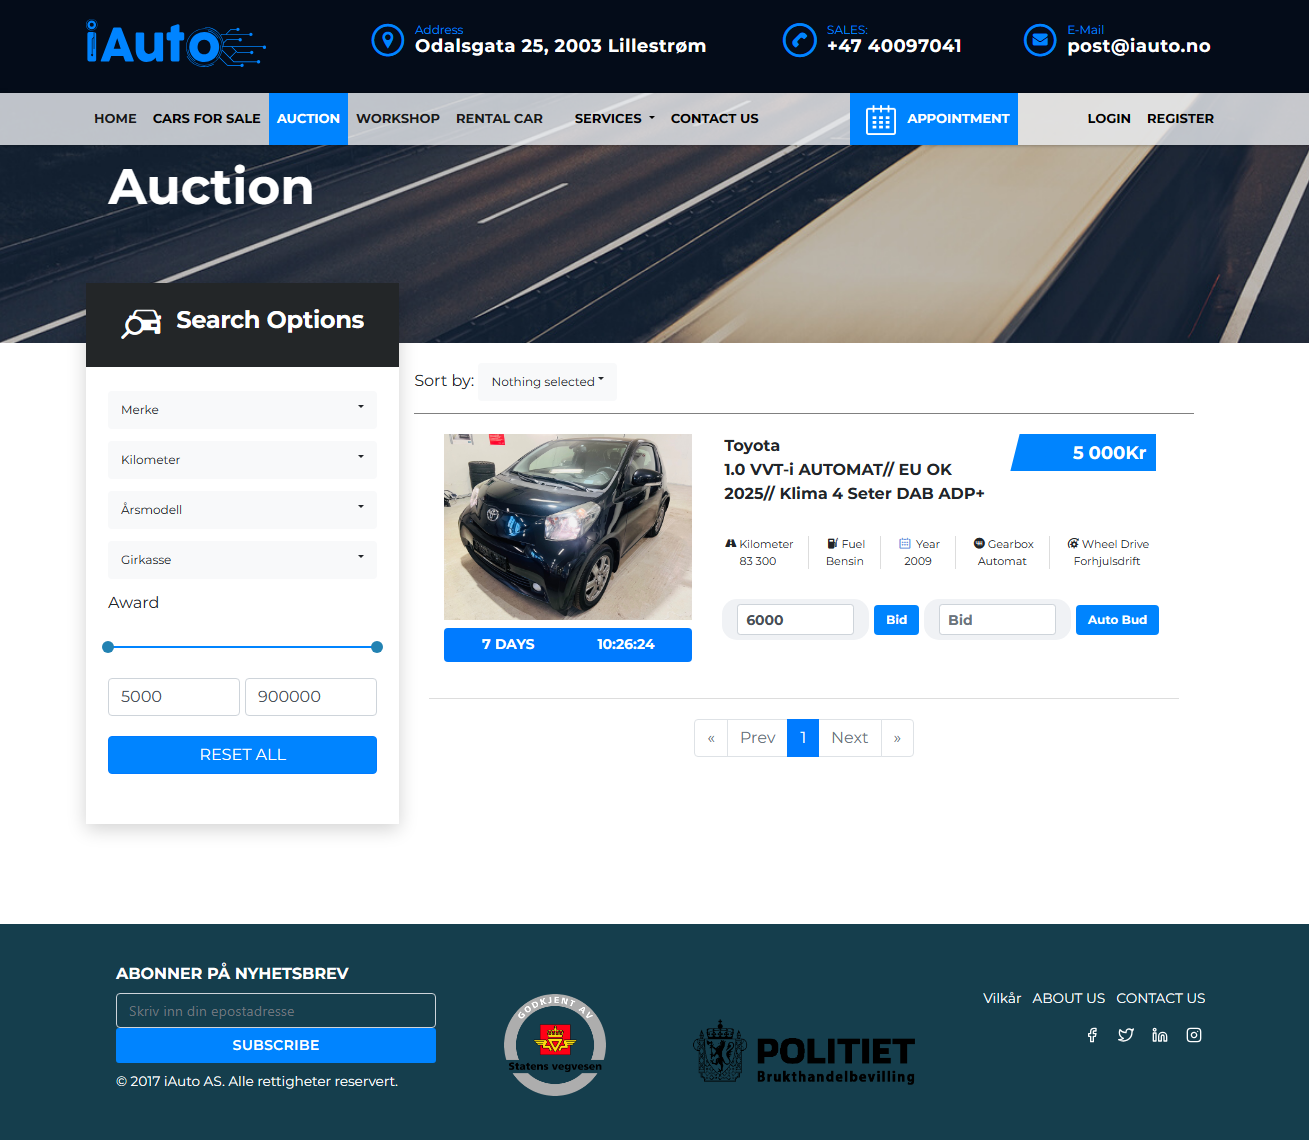 iAuto
Address
Odalsgata 25, 2003 Lillestrøm
SALES:
+47 40097041
E-Mail
post@iauto.no
HOME CARS FOR SALE AUCTION WORKSHOP RENTAL CAR SERVICES CONTACT US APPOINTMENT LOGIN REGISTER
Auction
Search Options
Merke
Kilometer
Årsmodell
Girkasse
Award
5000 900000
RESET ALL
Sort by: Nothing selected
Toyota
1.0 VVT-i AUTOMAT// EU OK
2025// Klima 4 Seter DAB ADP+
5 000Kr
Kilometer
83 300
Fuel
Bensin
Year
2009
Gearbox
Automat
Wheel Drive
Forhjulsdrift
6000 Bid Bid Auto Bud
7 DAYS 10:26:24
« Prev 1 Next »
ABONNER PÅ NYHETSBREV
Skriv inn din epostadresse
SUBSCRIBE
© 2017 iAuto AS. Alle rettigheter reservert.
GODKJENT AV
Statens vegvesen
POLITIET
Brukthandelbevilling
Vilkår ABOUT US CONTACT US